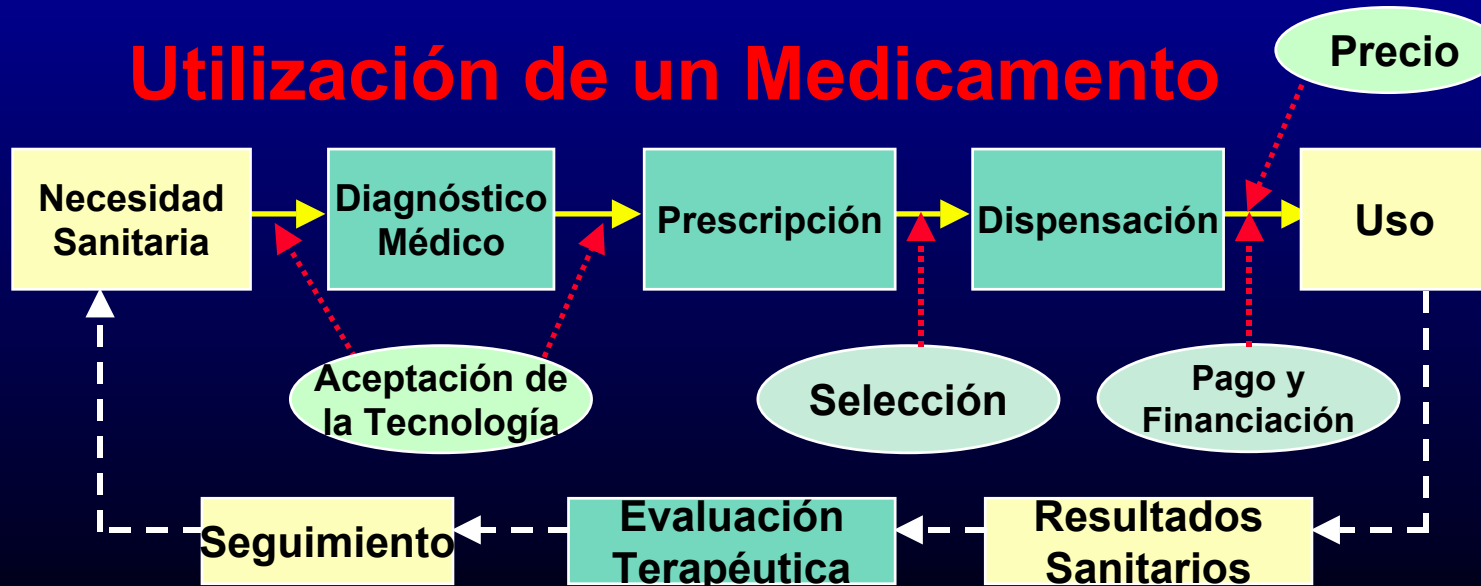 Utilización de un Medicamento
Precio
Necesidad
Sanitaria
Diagnóstico
Médico
Prescripción
Dispensación
Uso
Aceptación de
la Tecnología
Selección
Pago y
Financiación
Seguimiento
Evaluación
Terapéutica
Resultados
Sanitarios